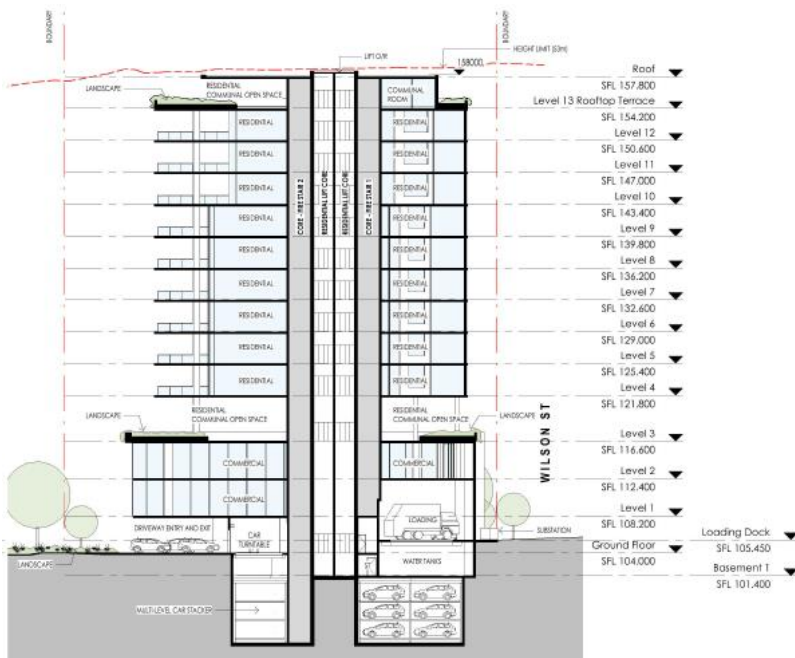 BOUNDARY
BOUNDARY
LIFT O/R
HEIGHT LIMIT (53m)
158000
LANDSCAPE
RESIDENTIAL
COMMUNAL OPEN SPACE
COMMUNAL
ROOM
Roof
SFL 157.800
Level 13 Rooftop Terrace
SFL 154.200
RESIDENTIAL
RESIDENTIAL
Level 12
SFL 150.600
RESIDENTIAL
RESIDENTIAL
Level 11
SFL 147.000
RESIDENTIAL
RESIDENTIAL
Level 10
SFL 143.400
RESIDENTIAL
RESIDENTIAL
Level 9
SFL 139.800
RESIDENTIAL
RESIDENTIAL
Level 8
SFL 136.200
RESIDENTIAL
RESIDENTIAL
Level 7
SFL 132.600
RESIDENTIAL
RESIDENTIAL
Level 6
SFL 129.000
RESIDENTIAL
RESIDENTIAL
Level 5
SFL 125.400
RESIDENTIAL
RESIDENTIAL
Level 4
SFL 121.800
CORE - FIRE STAIR 2
RESIDENTIAL LIFT CORE
RESIDENTIAL LIFT CORE
CORE - FIRE STAIR 1
LANDSCAPE
RESIDENTIAL
COMMUNAL OPEN SPACE
RESIDENTIAL
COMMUNAL OPEN SPACE
LANDSCAPE
Level 3
SFL 116.600
COMMERCIAL
COMMERCIAL
WILSON ST
Level 2
SFL 112.400
COMMERCIAL
Level 1
SFL 108.200
DRIVEWAY ENTRY AND EXIT
CAR
TURNTABLE
LOADING
SUBSTATION
Loading Dock
SFL 105.450
Ground Floor
SFL 104.000
LANDSCAPE
ST
WATER TANKS
Basement 1
SFL 101.400
MULTI-LEVEL CAR STACKER